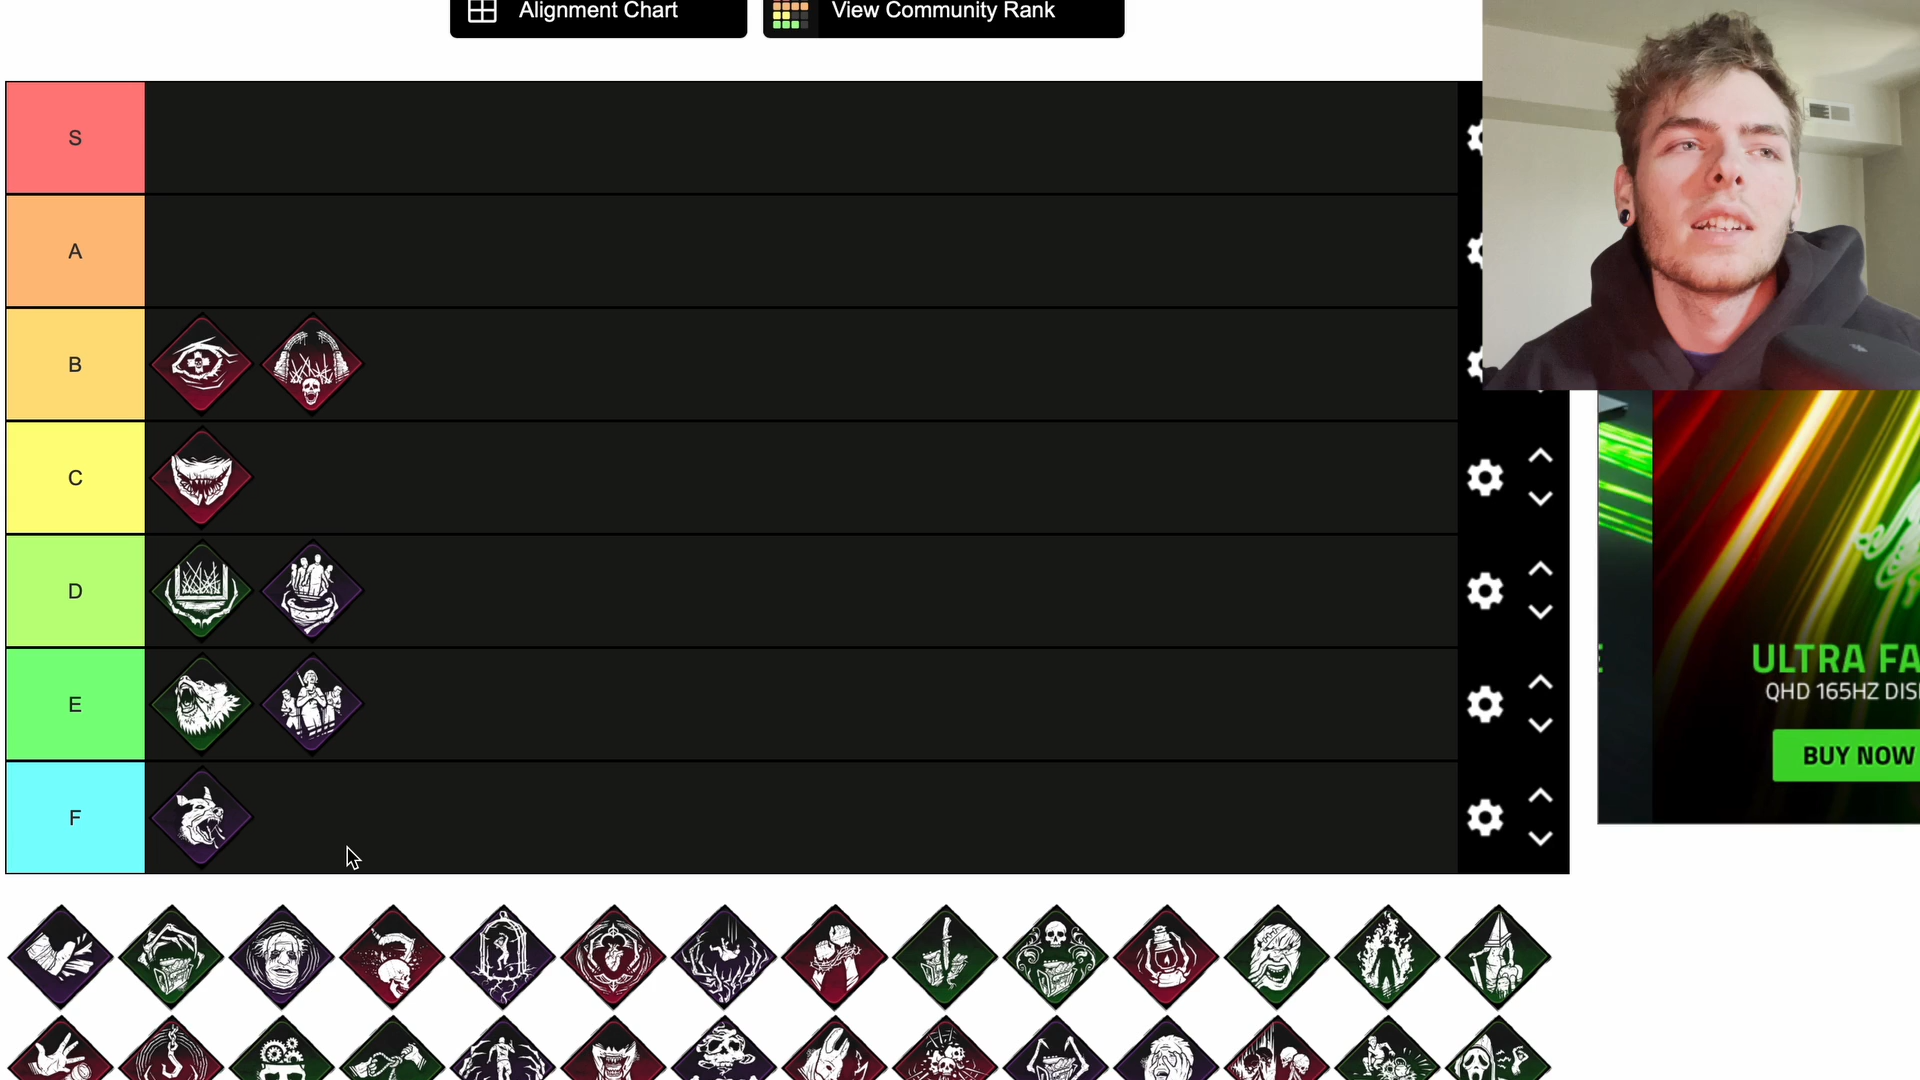 Alignment Chart
View Community Rank
S
A
B
C
D
E
F
ULTRA FA
QHD 165HZ DIS
BUY NOW